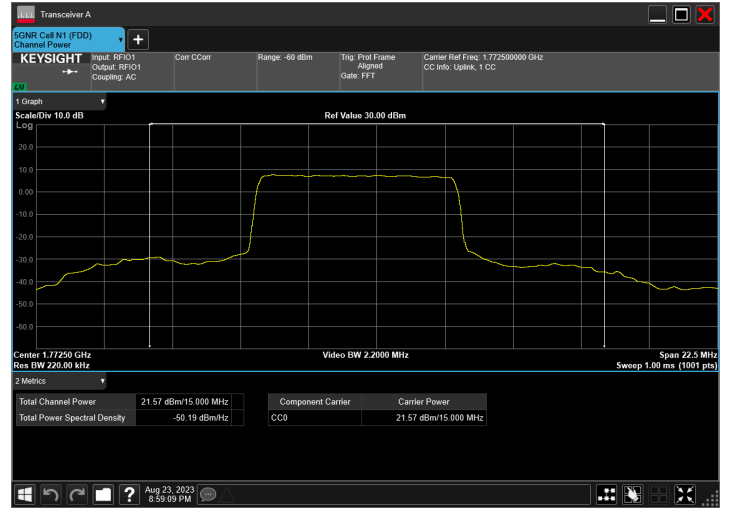 Transceiver A
5GNR Cell N1 (FDD)
Channel Power
KEYSIGHT
LXI
Input: RFIO1
Output: RFIO1
Coupling: AC
Corr CCorr
Range: -60 dBm
Trig: Prot Frame
Aligned
Gate: FFT
Carrier Ref Freq: 1.772500000 GHz
CC Info: Uplink, 1 CC
1 Graph
Scale/Div 10.0 dB
Ref Value 30.00 dBm
Log
20.0
10.0
0.00
-10.0
-20.0
-30.0
-40.0
-50.0
-60.0
Center 1.77250 GHz
Video BW 2.2000 MHz
Span 22.5 MHz
Res BW 220.00 kHz
Sweep 1.00 ms (1001 pts)
2 Metrics
Total Channel Power 21.57 dBm/15.000 MHz
Total Power Spectral Density -50.19 dBm/Hz
Component Carrier Carrier Power
CC0 21.57 dBm/15.000 MHz
Aug 23, 2023
8:59:09 PM